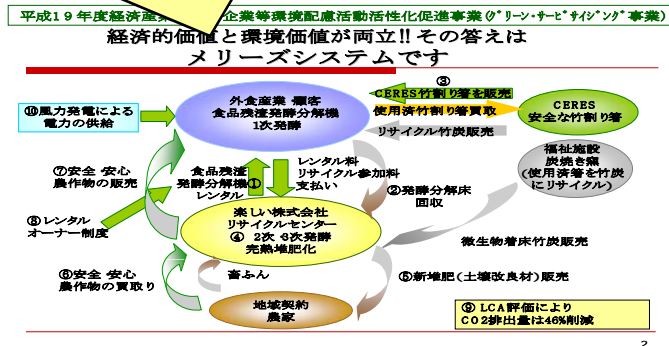 平成19年度経済産業 企業等環境配慮活動活性化促進事業(グリーン・サービサイジング事業)
経済的価値と環境価値が両立!!その答えは
メリーズシステムです
③
CERES竹割り箸を販売
使用済竹割り箸買取
リサイクル竹炭販売
外食産業 顧客
食品残渣発酵分解機
1次発酵
CERES
安全な竹割り箸
⑩風力発電による
電力の供給
福祉施設
炭焼き窯
(使用済箸を竹炭
にリサイクル)
⑦安全 安心
農作物の販売
食品残渣
発酵分解機①
レンタル
レンタル料
リサイクル参加料
支払い
②発酵分解床
回収
⑧レンタル
オーナー制度
楽しい株式会社
リサイクルセンター
④ 2次 6次発酵
完熟堆肥化
微生物着床竹炭販売
⑥安全 安心
農作物の買取り
畜ふん
⑤新堆肥(土壌改良材)販売
地域契約
農家
⑨ LCA評価により
CO2排出量は46%削減